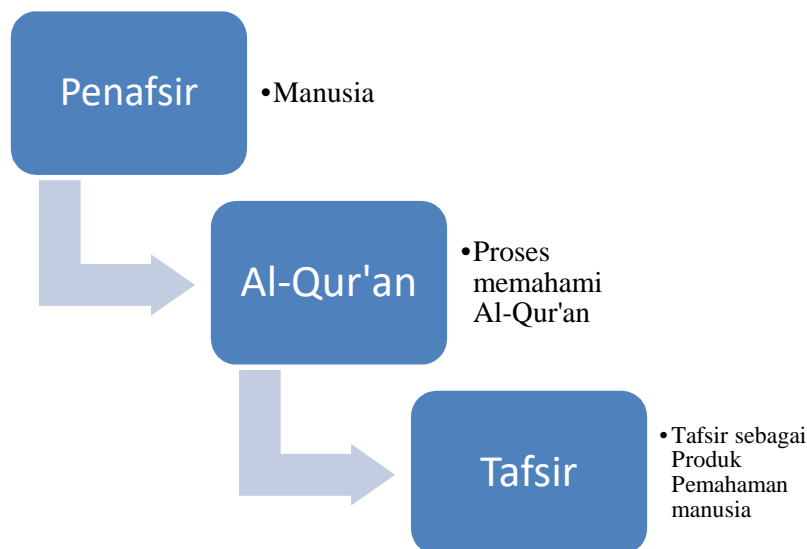 Penafsir
•Manusia
Al-Qur'an
•Proses
memahami
Al-Qur'an
Tafsir
•Tafsir sebagai
Produk
Pemahaman
manusia